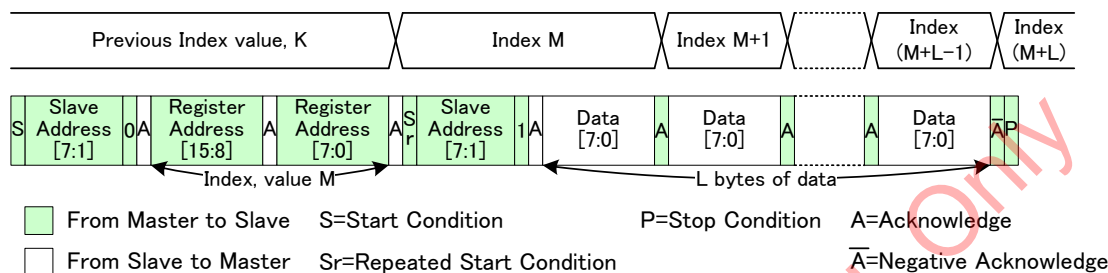 Previous Index value, K
Index M
Index M+1
Index
(M+L-1)
Index
(M+L)
S
Slave
Address
[7:1]
0
A
Register
Address
[15:8]
A
Register
Address
[7:0]
A
S
r
Slave
Address
[7:1]
1
A
Data
[7:0]
A
Data
[7:0]
A
A
Data
[7:0]
A̅
P
Index, value M
L bytes of data
From Master to Slave
S=Start Condition
P=Stop Condition
A=Acknowledge
From Slave to Master
Sr=Repeated Start Condition
A̅=Negative Acknowledge
Only